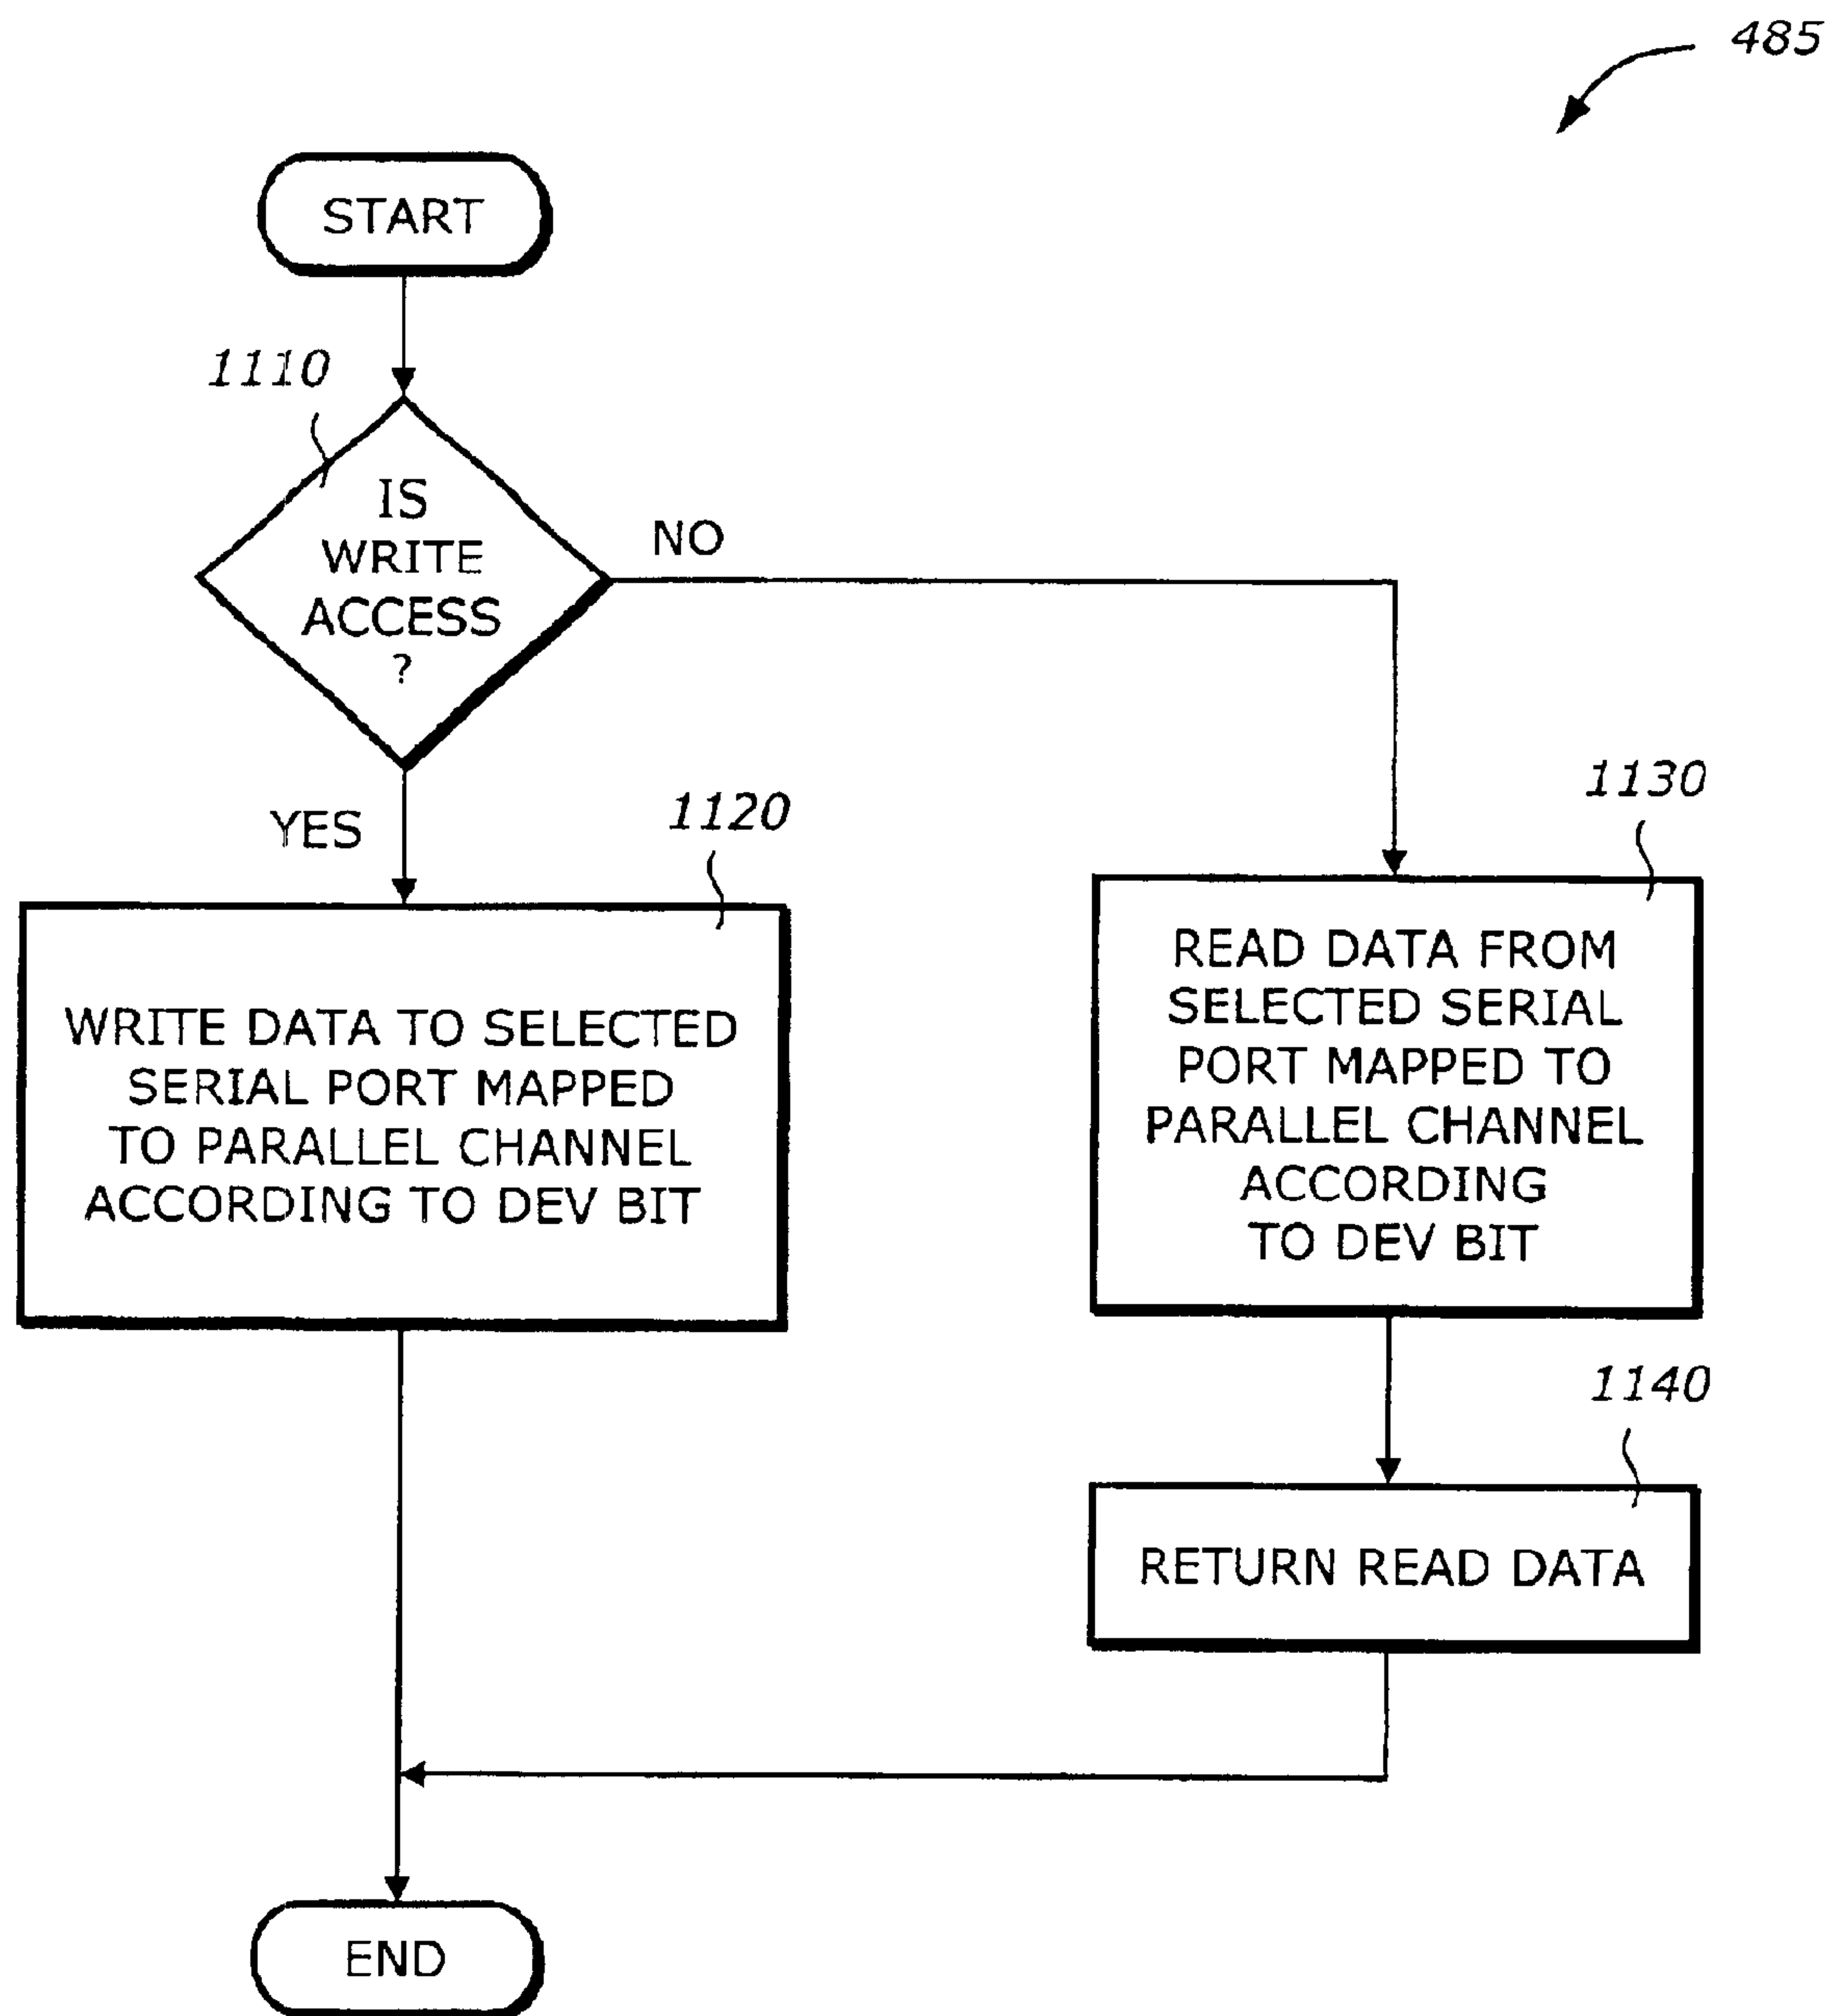 485
START
1110
IS
WRITE
ACCESS
?
NO
YES
1120
WRITE DATA TO SELECTED
SERIAL PORT MAPPED
TO PARALLEL CHANNEL
ACCORDING TO DEV BIT
1130
READ DATA FROM
SELECTED SERIAL
PORT MAPPED TO
PARALLEL CHANNEL
ACCORDING
TO DEV BIT
1140
RETURN READ DATA
END